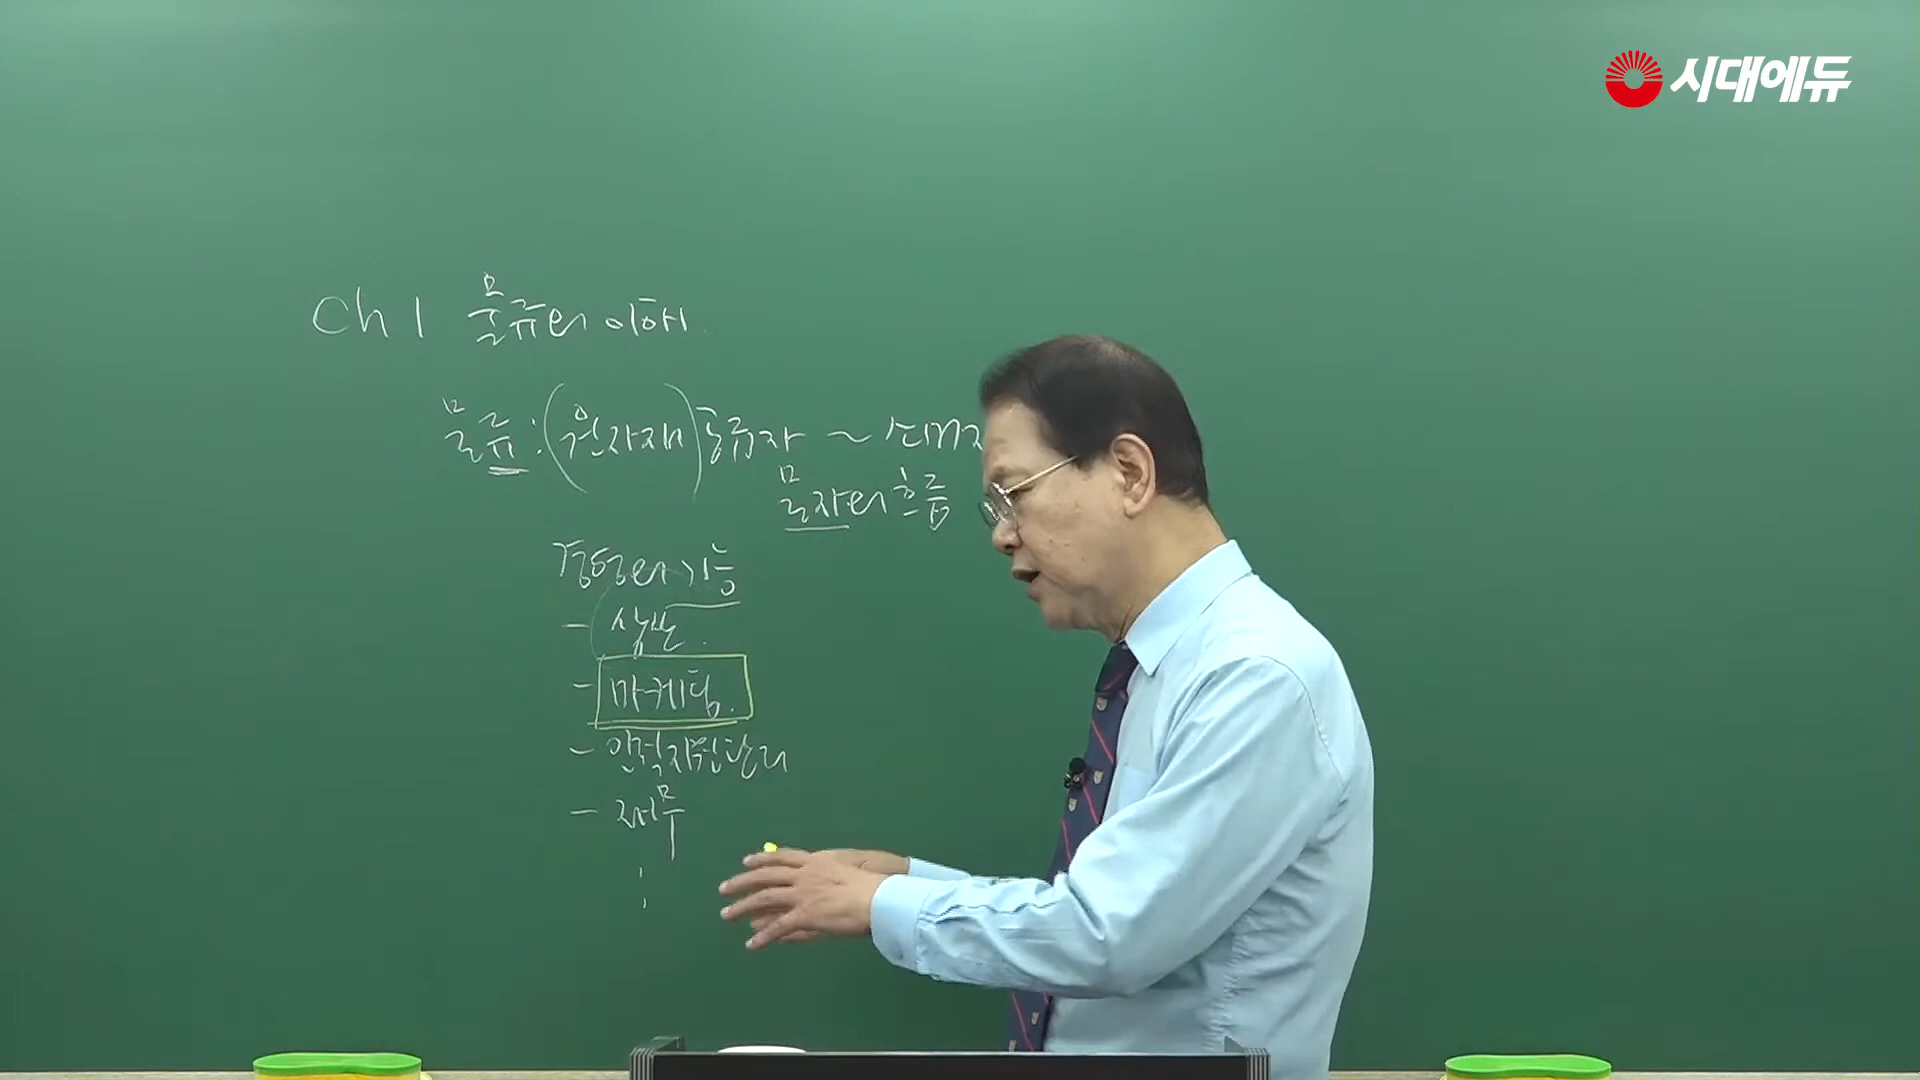 시대에듀
Ch 1 물류의 이해
물류 : (원자재) 공급자 ~ 소비자
물자의 흐름
경영의 기능
- 생산.
- 마케팅.
- 인적자원관리
- 재무